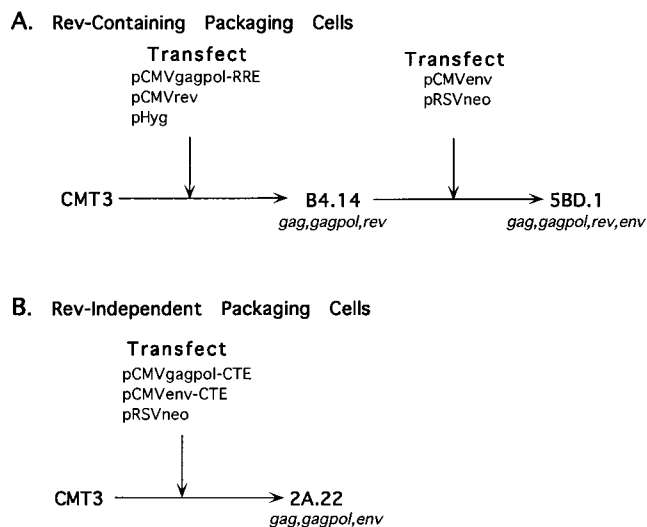 A. Rev-Containing Packaging Cells
Transfect
pCMVgagpol-RRE
pCMVrev
pHyg
Transfect
pCMVenv
pRSVneo
CMT3
B4.14
gag,gagpol,rev
5BD.1
gag,gagpol,rev,env
B. Rev-Independent Packaging Cells
Transfect
pCMVgagpol-CTE
pCMVenv-CTE
pRSVneo
CMT3
2A.22
gag,gagpol,env